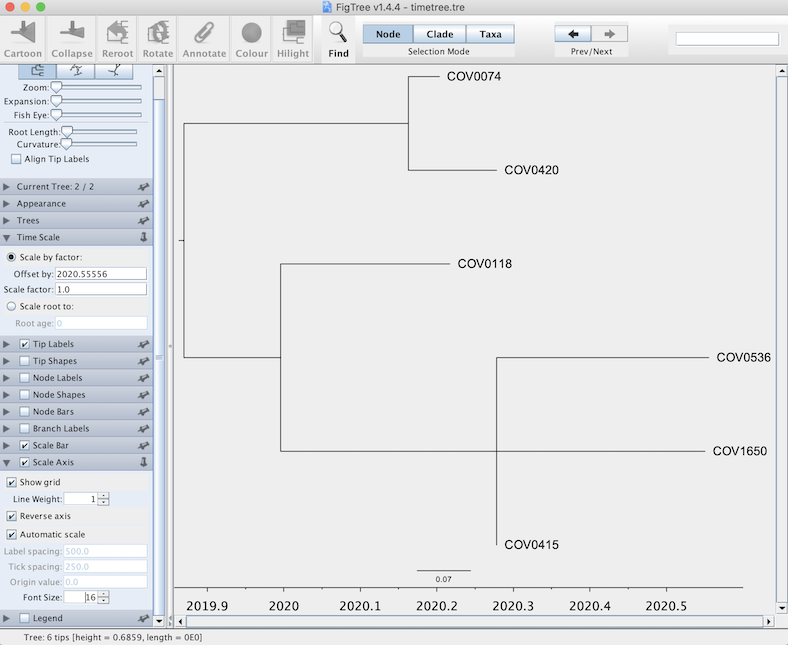 FigTree v1.4.4 - timetree.tre
Cartoon Collapse Reroot Rotate Annotate Colour Hilight Find
Node Clade Taxa
Selection Mode
Prev/Next
Zoom:
Expansion:
Fish Eye:
Root Length:
Curvature:
Align Tip Labels
Current Tree: 2 / 2
Appearance
Trees
Time Scale
Scale by factor:
Offset by: 2020.55556
Scale factor: 1.0
Scale root to:
Root age: 0
Tip Labels
Tip Shapes
Node Labels
Node Shapes
Node Bars
Branch Labels
Scale Bar
Scale Axis
Show grid
Line Weight: 1
Reverse axis
Automatic scale
Label spacing: 500.0
Tick spacing: 250.0
Origin value: 0.0
Font Size: 16
Legend
COV0074
COV0420
COV0118
COV0536
COV1650
COV0415
0.07
2019.9 2020 2020.1 2020.2 2020.3 2020.4 2020.5
Tree: 6 tips [height = 0.6859, length = 0E0]